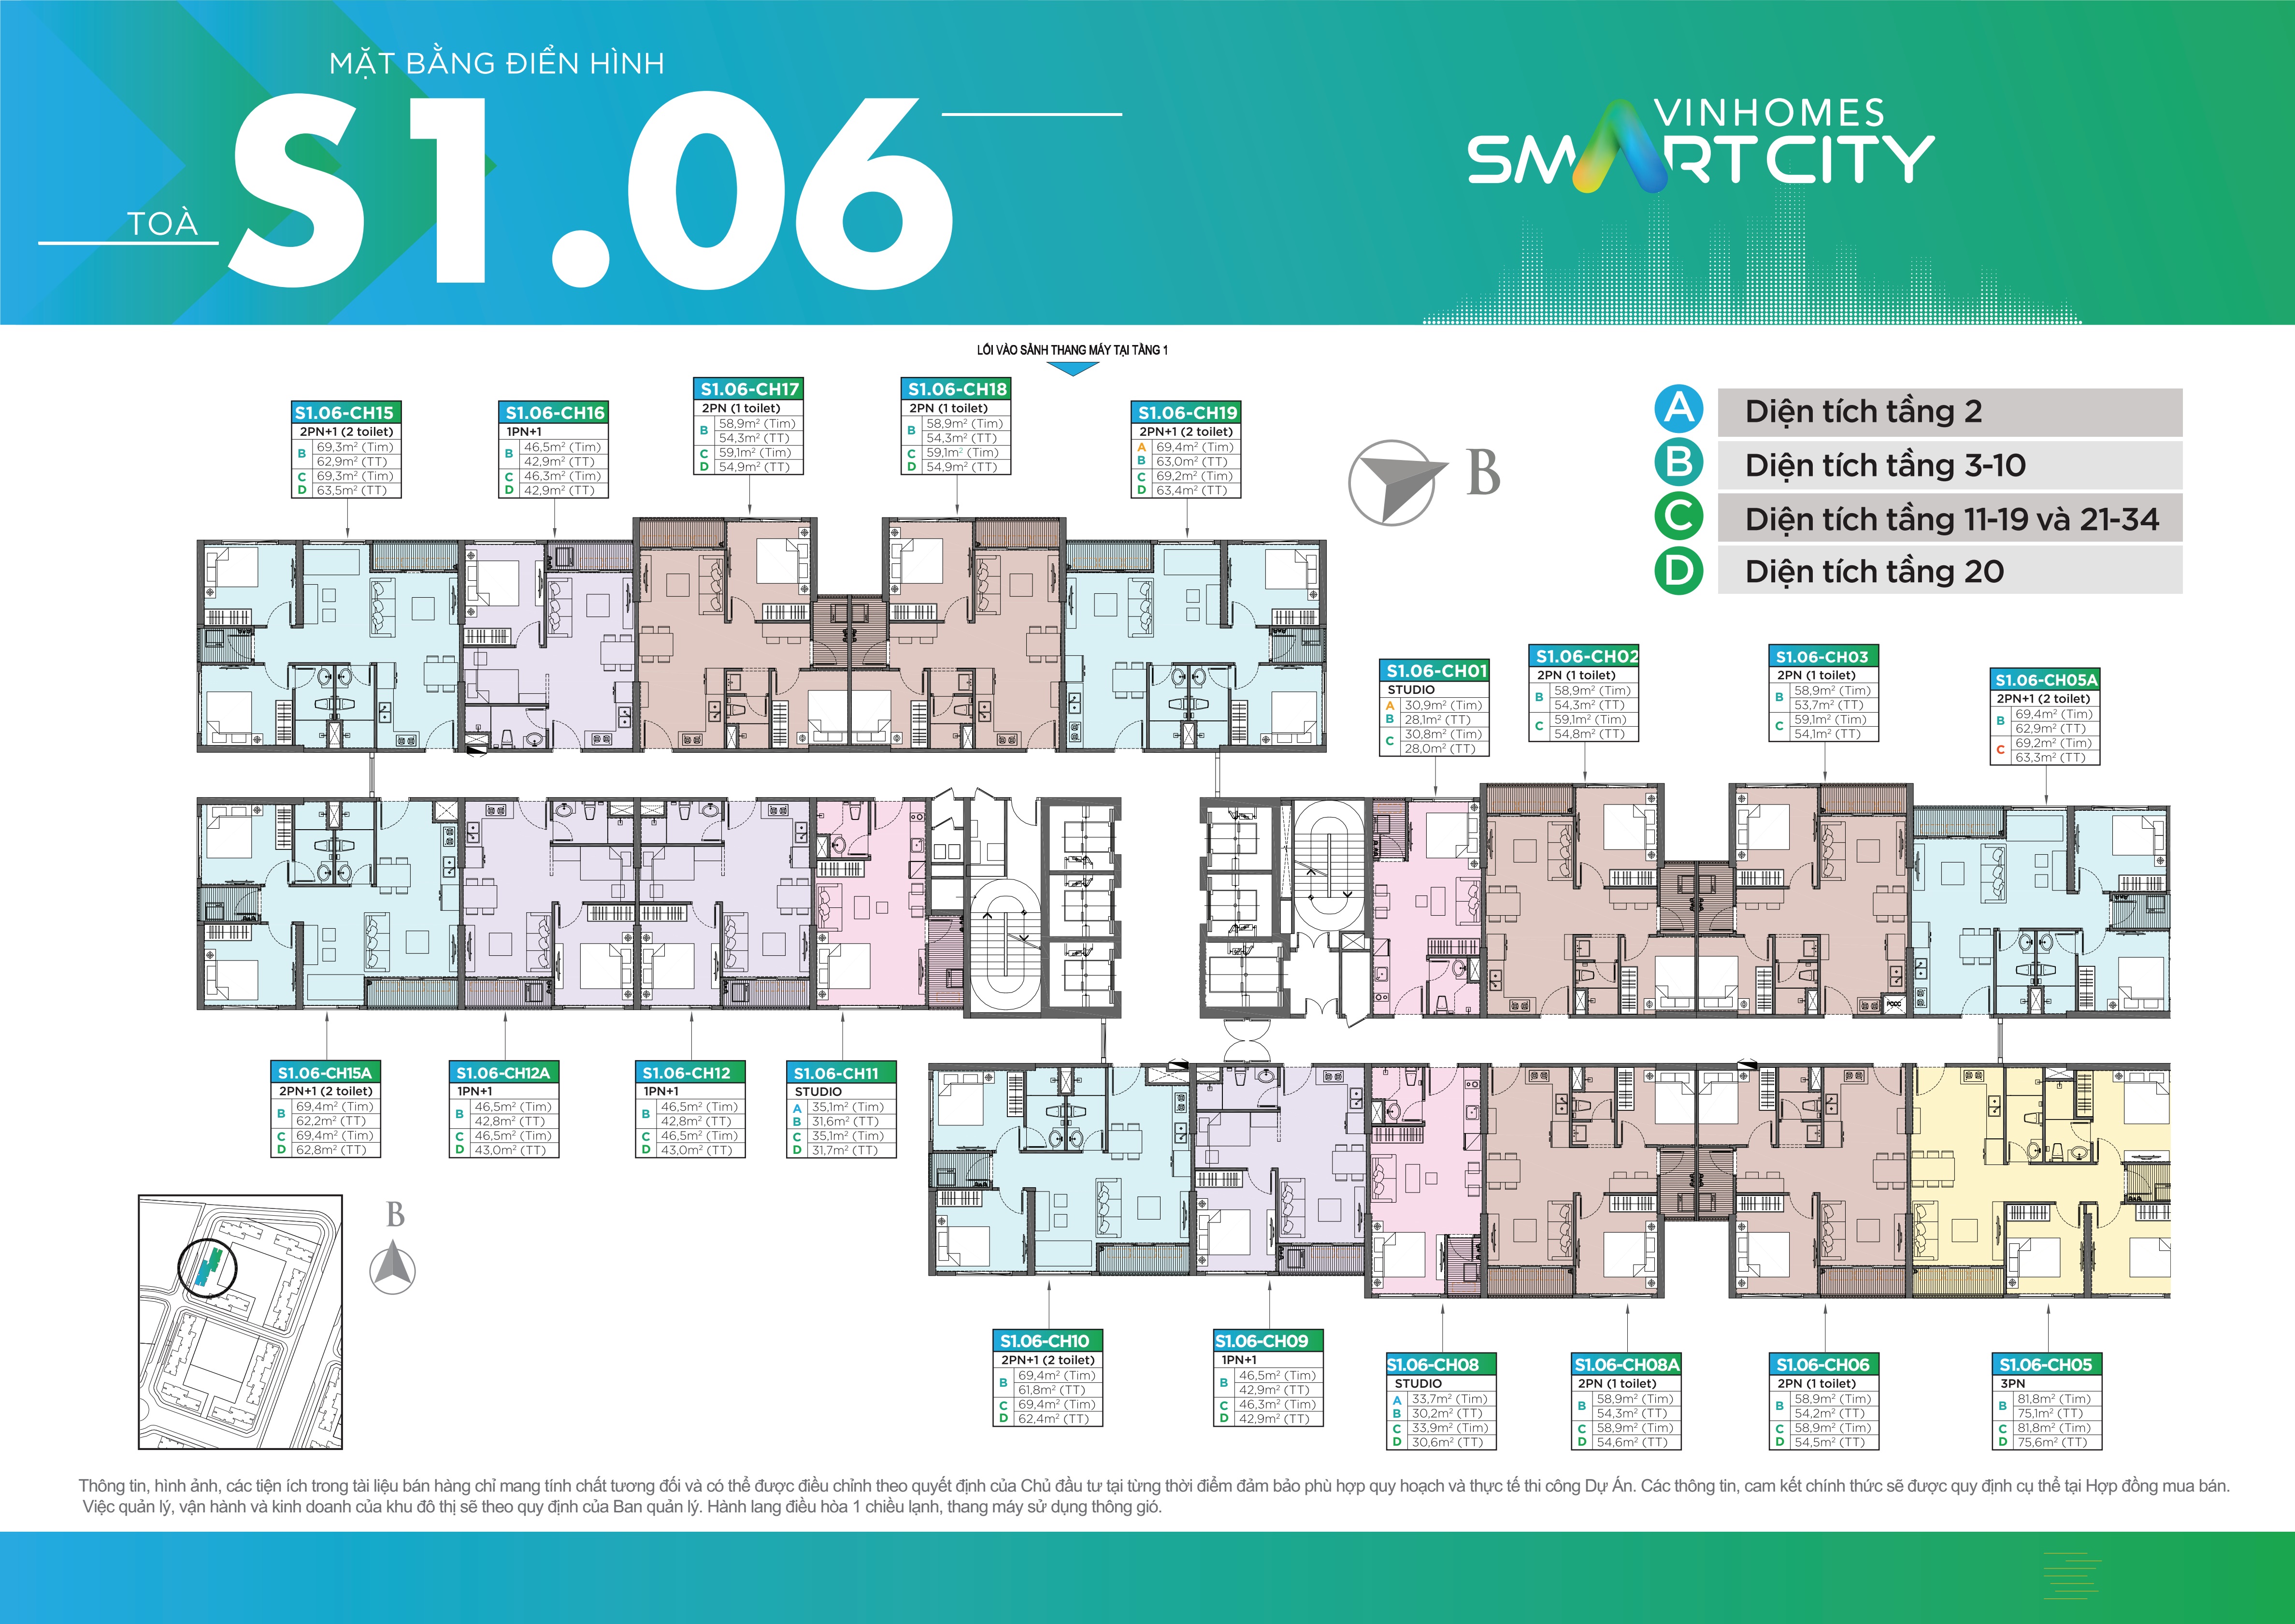 MẶT BẰNG ĐIỂN HÌNH
TOÀ
S1.06
VINHOMES
SMARTCITY
LỐI VÀO SẢNH THANG MÁY TẠI TẦNG 1
A Diện tích tầng 2
B Diện tích tầng 3-10
C Diện tích tầng 11-19 và 21-34
D Diện tích tầng 20
B
S1.06-CH15
2PN+1 (2 toilet)
B 69,3m² (Tim)
62,9m² (TT)
C 69,3m² (Tim)
D 63,5m² (TT)
S1.06-CH16
1PN+1
B 46,5m² (Tim)
42,9m² (TT)
C 46,3m² (Tim)
D 42,9m² (TT)
S1.06-CH17
2PN (1 toilet)
B 58,9m² (Tim)
54,3m² (TT)
C 59,1m² (Tim)
D 54,9m² (TT)
S1.06-CH18
2PN (1 toilet)
B 58,9m² (Tim)
54,3m² (TT)
C 59,1m² (Tim)
D 54,9m² (TT)
S1.06-CH19
2PN+1 (2 toilet)
A 69,4m² (Tim)
B 63,0m² (TT)
C 69,2m² (Tim)
D 63,4m² (TT)
S1.06-CH01
STUDIO
A 30,9m² (Tim)
B 28,1m² (TT)
C 30,8m² (Tim)
28,0m² (TT)
S1.06-CH02
2PN (1 toilet)
B 58,9m² (Tim)
54,3m² (TT)
C 59,1m² (Tim)
54,8m² (TT)
S1.06-CH03
2PN (1 toilet)
B 58,9m² (Tim)
53,7m² (TT)
C 59,1m² (Tim)
54,1m² (TT)
S1.06-CH05A
2PN+1 (2 toilet)
B 69,4m² (Tim)
62,9m² (TT)
C 69,2m² (Tim)
63,3m² (TT)
S1.06-CH15A
2PN+1 (2 toilet)
B 69,4m² (Tim)
62,2m² (TT)
C 69,4m² (Tim)
D 62,8m² (TT)
S1.06-CH12A
1PN+1
B 46,5m² (Tim)
42,8m² (TT)
C 46,5m² (Tim)
D 43,0m² (TT)
S1.06-CH12
1PN+1
B 46,5m² (Tim)
42,8m² (TT)
C 46,5m² (Tim)
D 43,0m² (TT)
S1.06-CH11
STUDIO
A 35,1m² (Tim)
B 31,6m² (TT)
C 35,1m² (Tim)
D 31,7m² (TT)
B
S1.06-CH10
2PN+1 (2 toilet)
B 69,4m² (Tim)
61,8m² (TT)
C 69,4m² (Tim)
D 62,4m² (TT)
S1.06-CH09
1PN+1
B 46,5m² (Tim)
42,9m² (TT)
C 46,3m² (Tim)
D 42,9m² (TT)
S1.06-CH08
STUDIO
A 33,7m² (Tim)
B 30,2m² (TT)
C 33,9m² (Tim)
D 30,6m² (TT)
S1.06-CH08A
2PN (1 toilet)
B 58,9m² (Tim)
54,3m² (TT)
C 58,9m² (Tim)
D 54,6m² (TT)
S1.06-CH06
2PN (1 toilet)
B 58,9m² (Tim)
54,2m² (TT)
C 58,9m² (Tim)
D 54,5m² (TT)
S1.06-CH05
3PN
B 81,8m² (Tim)
75,1m² (TT)
C 81,8m² (Tim)
D 75,6m² (TT)
Thông tin, hình ảnh, các tiện ích trong tài liệu bán hàng chỉ mang tính chất tương đối và có thể được điều chỉnh theo quyết định của Chủ đầu tư tại từng thời điểm đảm bảo phù hợp quy hoạch và thực tế thi công Dự Án. Các thông tin, cam kết chính thức sẽ được quy định cụ thể tại Hợp đồng mua bán.
Việc quản lý, vận hành và kinh doanh của khu đô thị sẽ theo quy định của Ban quản lý. Hành lang điều hòa 1 chiều lạnh, thang máy sử dụng thông gió.